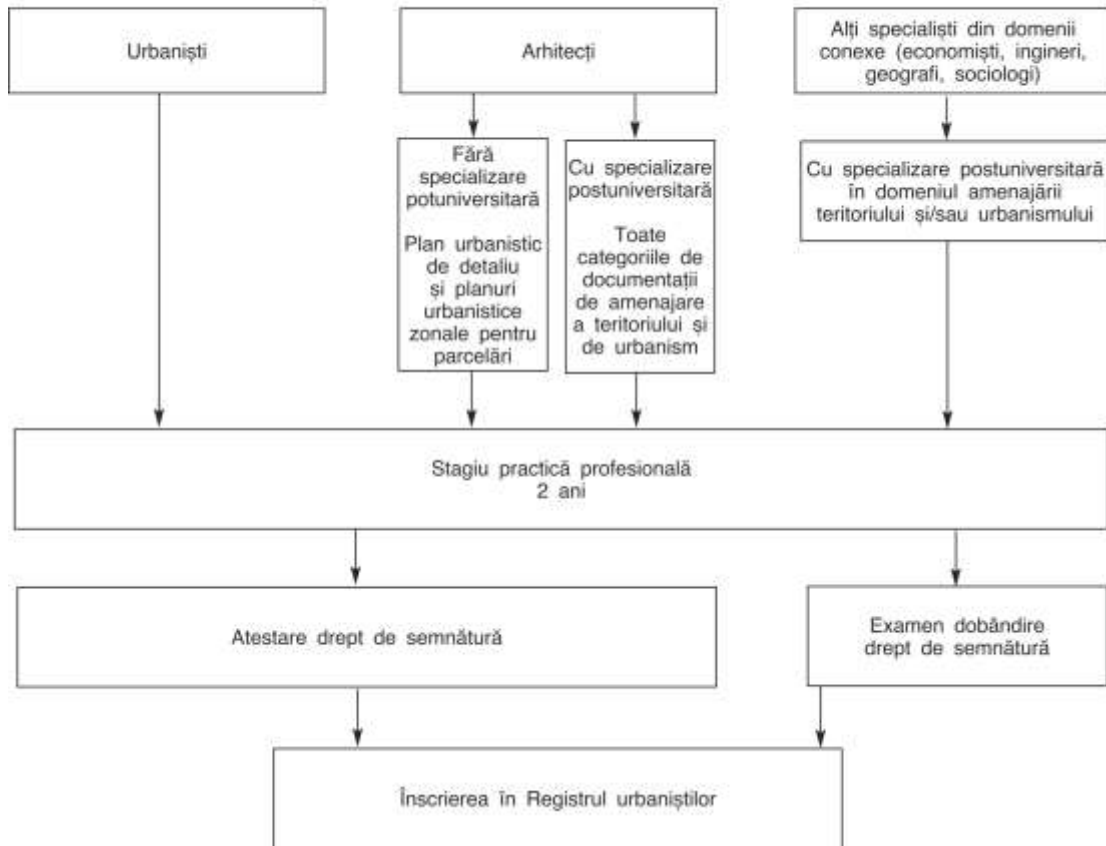 Urbaniști
Arhitecți
Alți specialiști din domenii
conexe (economiști, ingineri,
geografi, sociologi)
Fără
specializare
potuniversitară
Plan urbanistic
de detaliu
și planuri
urbanistice
zonale pentru
parcelări
Cu specializare
postuniversitară
Toate
categoriile de
documentații
de amenajare
a teritoriului și
de urbanism
Cu specializare postuniversitară
în domeniul amenajării
teritoriului și/sau urbanismului
Stagiu practică profesională
2 ani
Atestare drept de semnătură
Examen dobândire
drept de semnătură
Înscrierea în Registrul urbaniștilor